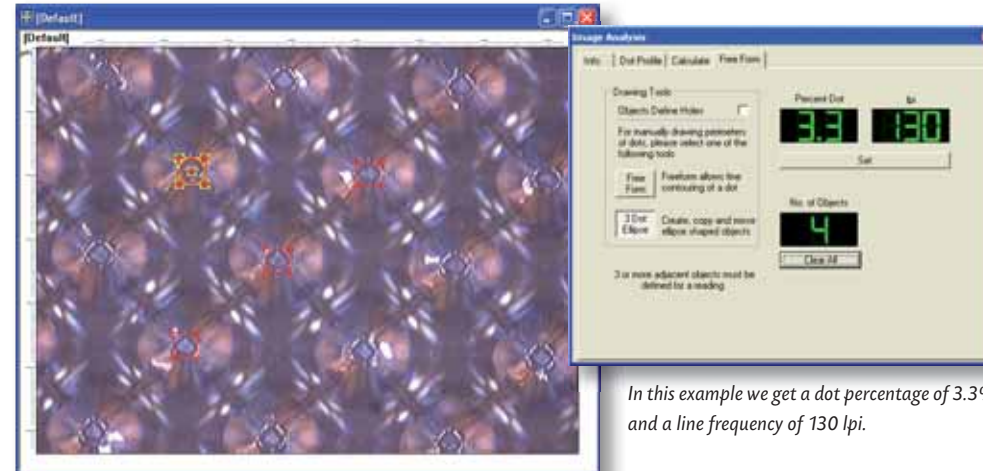 [Default]
[Default]
Image Analysis
Info
Dot Profile
Calculate
Free Form
Drawing Tools
Objects Define Holes
For manually drawing perimeters
of dots, please select one of the
following tools
Free
Form
Freeform allows fine
contouring of a dot
3 Dot
Ellipse
Create, copy and move
ellipse shaped objects
3 or more adjacent objects must be
defined for a reading
Percent Dot
lpi
3.3
130
Set
No. of Objects
4
Clear All
In this example we get a dot percentage of 3.3
and a line frequency of 130 lpi.